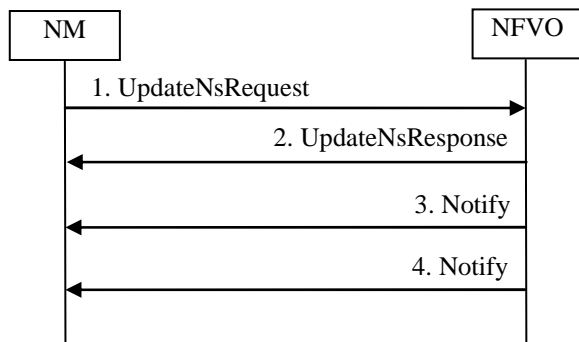 NM
NFVO
1. UpdateNsRequest
2. UpdateNsResponse
3. Notify
4. Notify